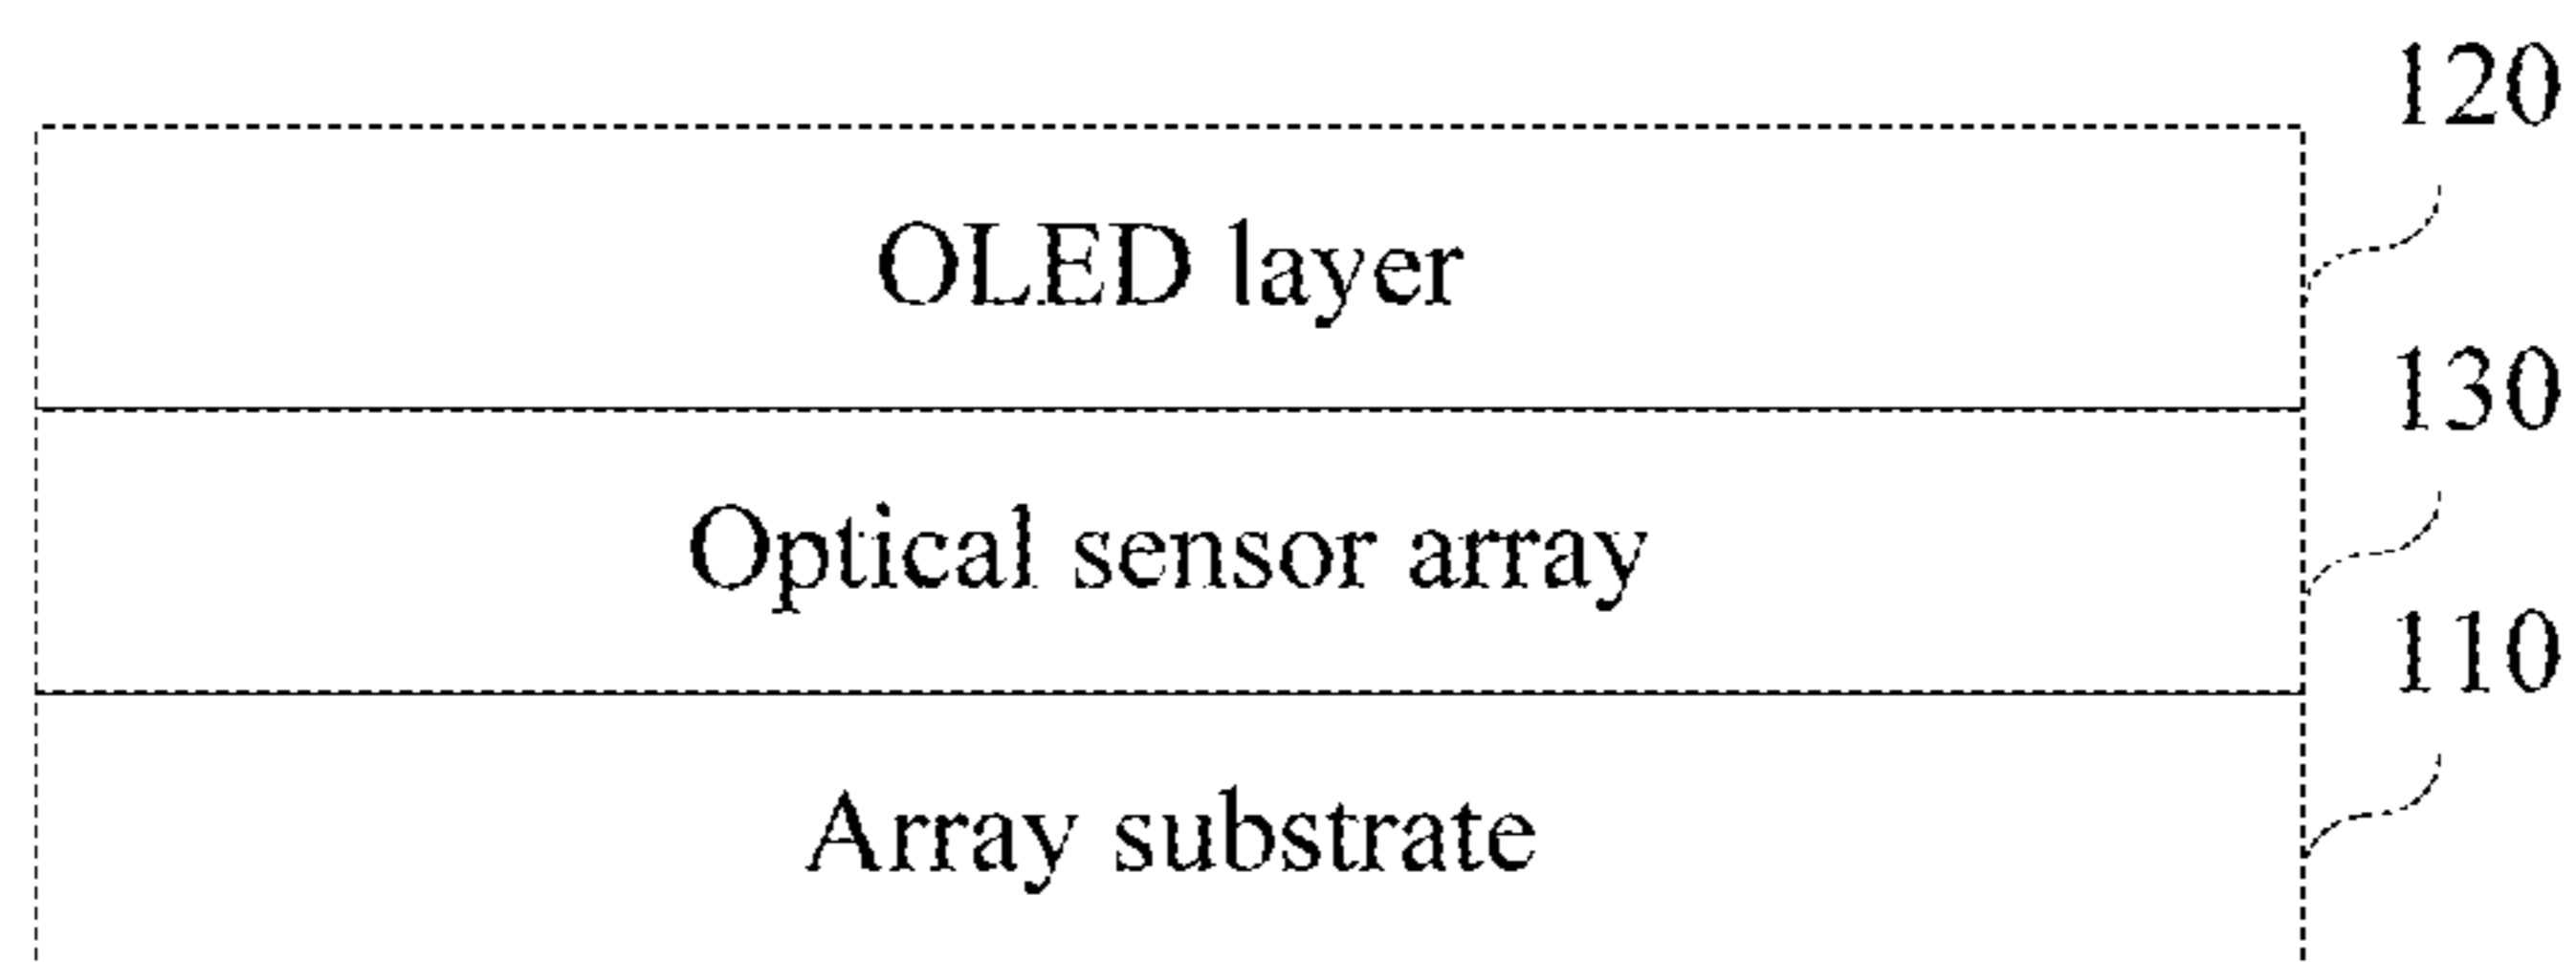 120
OLED layer
130
Optical sensor array
110
Array substrate